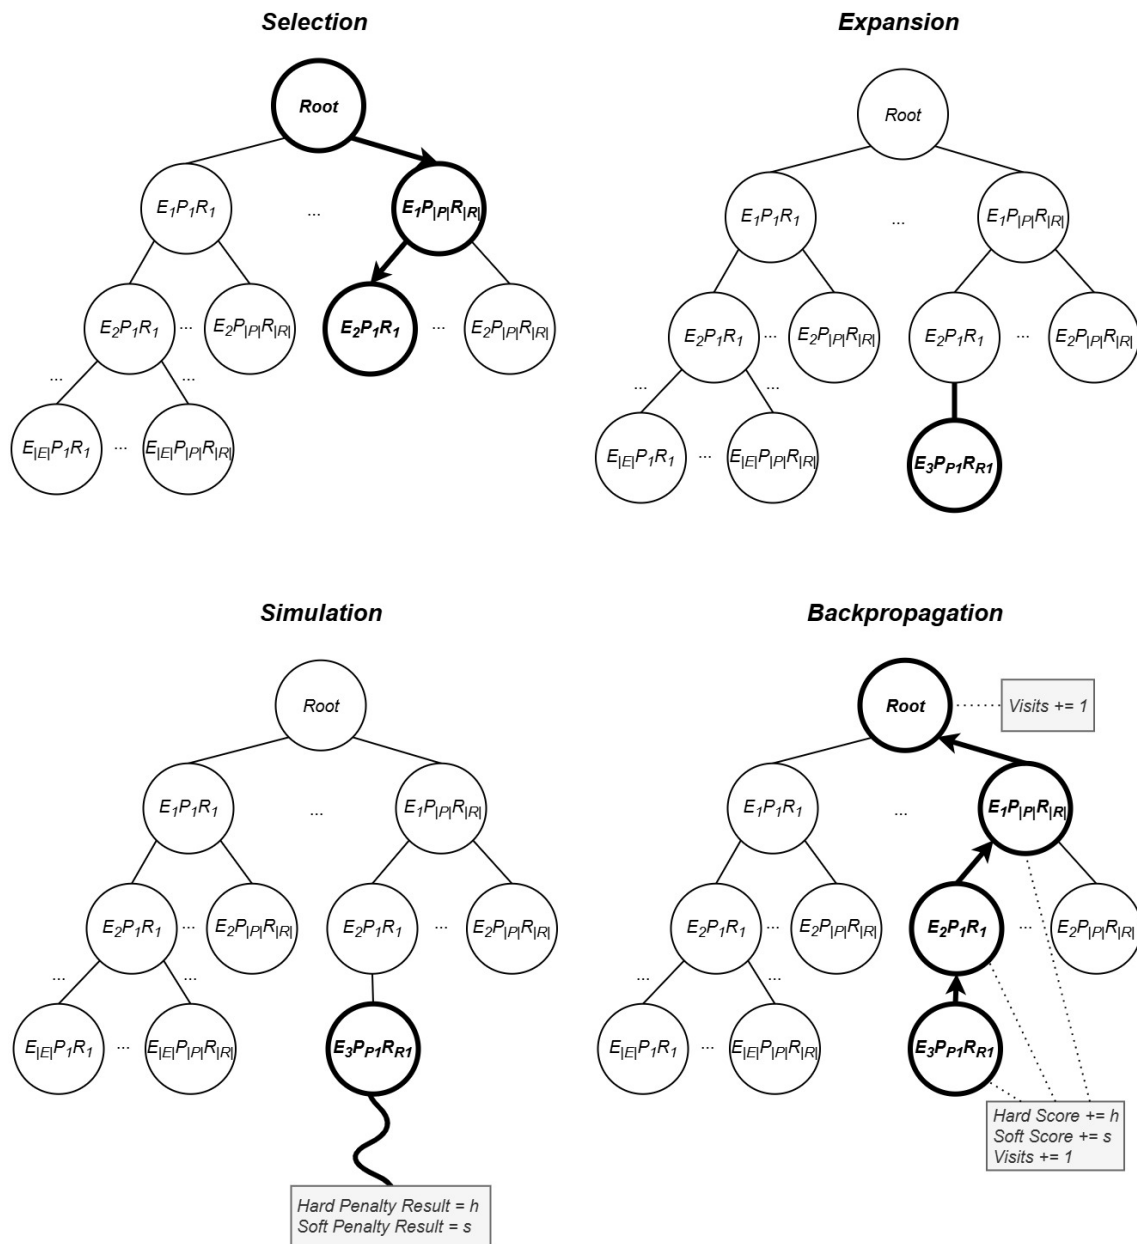 Selection
Root
E1P1R1
...
E1P|P|R|R|
E2P1R1
...
E2P|P|R|R|
E2P1R1
...
E2P|P|R|R|
...
...
E|E|P1R1
...
E|E|P|P|R|R|
Expansion
Root
E1P1R1
...
E1P|P|R|R|
E2P1R1
...
E2P|P|R|R|
E2P1R1
...
E2P|P|R|R|
...
...
E|E|P1R1
...
E|E|P|P|R|R|
E3PP1RR1
Simulation
Root
E1P1R1
...
E1P|P|R|R|
E2P1R1
...
E2P|P|R|R|
E2P1R1
...
E2P|P|R|R|
...
...
E|E|P1R1
...
E|E|P|P|R|R|
E3PP1RR1
Hard Penalty Result = h
Soft Penalty Result = s
Backpropagation
Root
Visits += 1
E1P1R1
...
E1P|P|R|R|
E2P1R1
...
E2P|P|R|R|
E2P1R1
...
E2P|P|R|R|
...
...
E|E|P1R1
...
E|E|P|P|R|R|
E3PP1RR1
Hard Score += h
Soft Score += s
Visits += 1